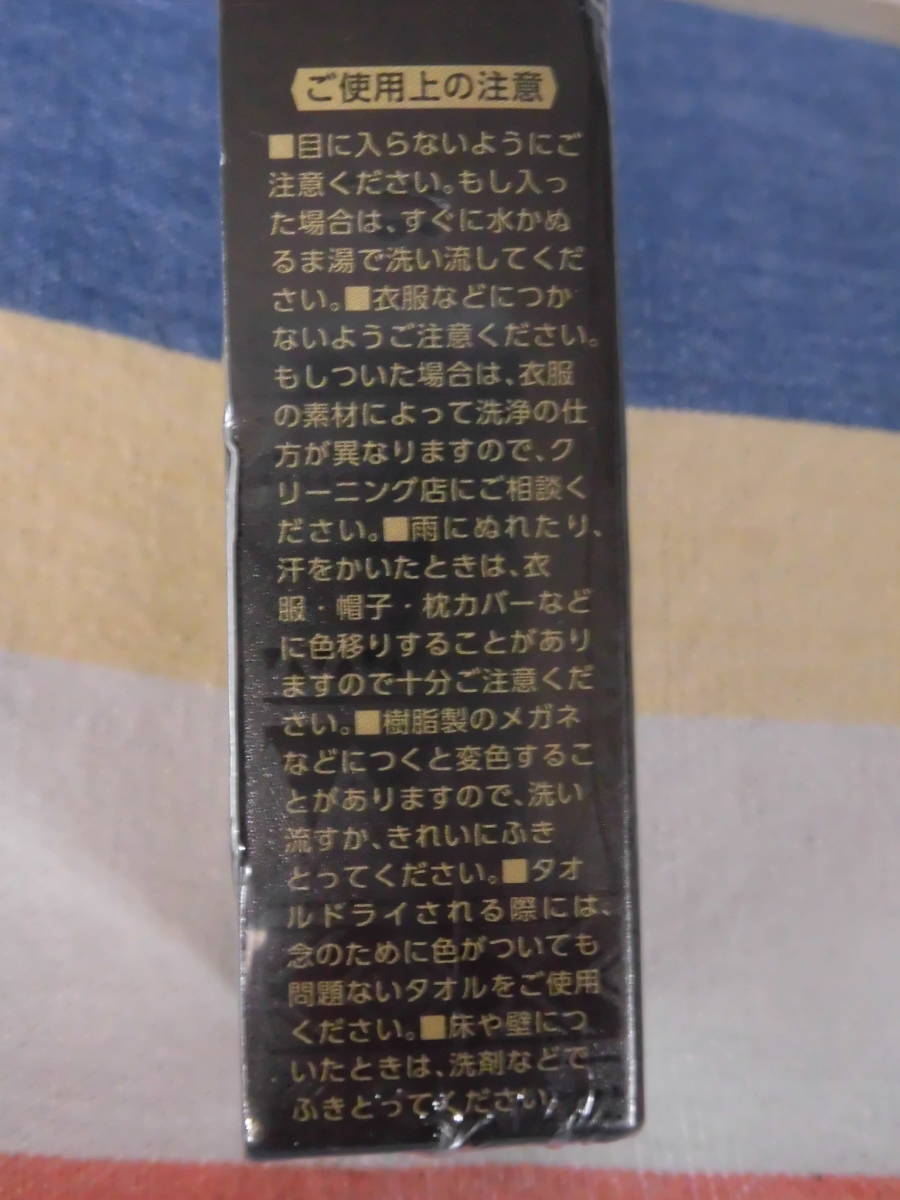 ご使用上の注意
■目に入らないようにご
注意ください。もし入っ
た場合は、すぐに水かぬ
るま湯で洗い流してくだ
さい。■衣服などにつか
ないようご注意ください。
もしついた場合は、衣服
の素材によって洗浄の仕
方が異なりますので、ク
リーニング店にご相談く
ださい。■雨にぬれたり、
汗をかいたときは、衣
服・帽子・枕カバーなど
に色移りすることがあり
ますので十分ご注意くだ
さい。■樹脂製のメガネ
などにつくと変色するこ
とがありますので、洗い
流すか、きれいにふき
とってください。■タオ
ルドライされる際には、
念のために色がついても
問題ないタオルをご使用
ください。■床や壁につ
いたときは、洗剤などで
ふきとってください。